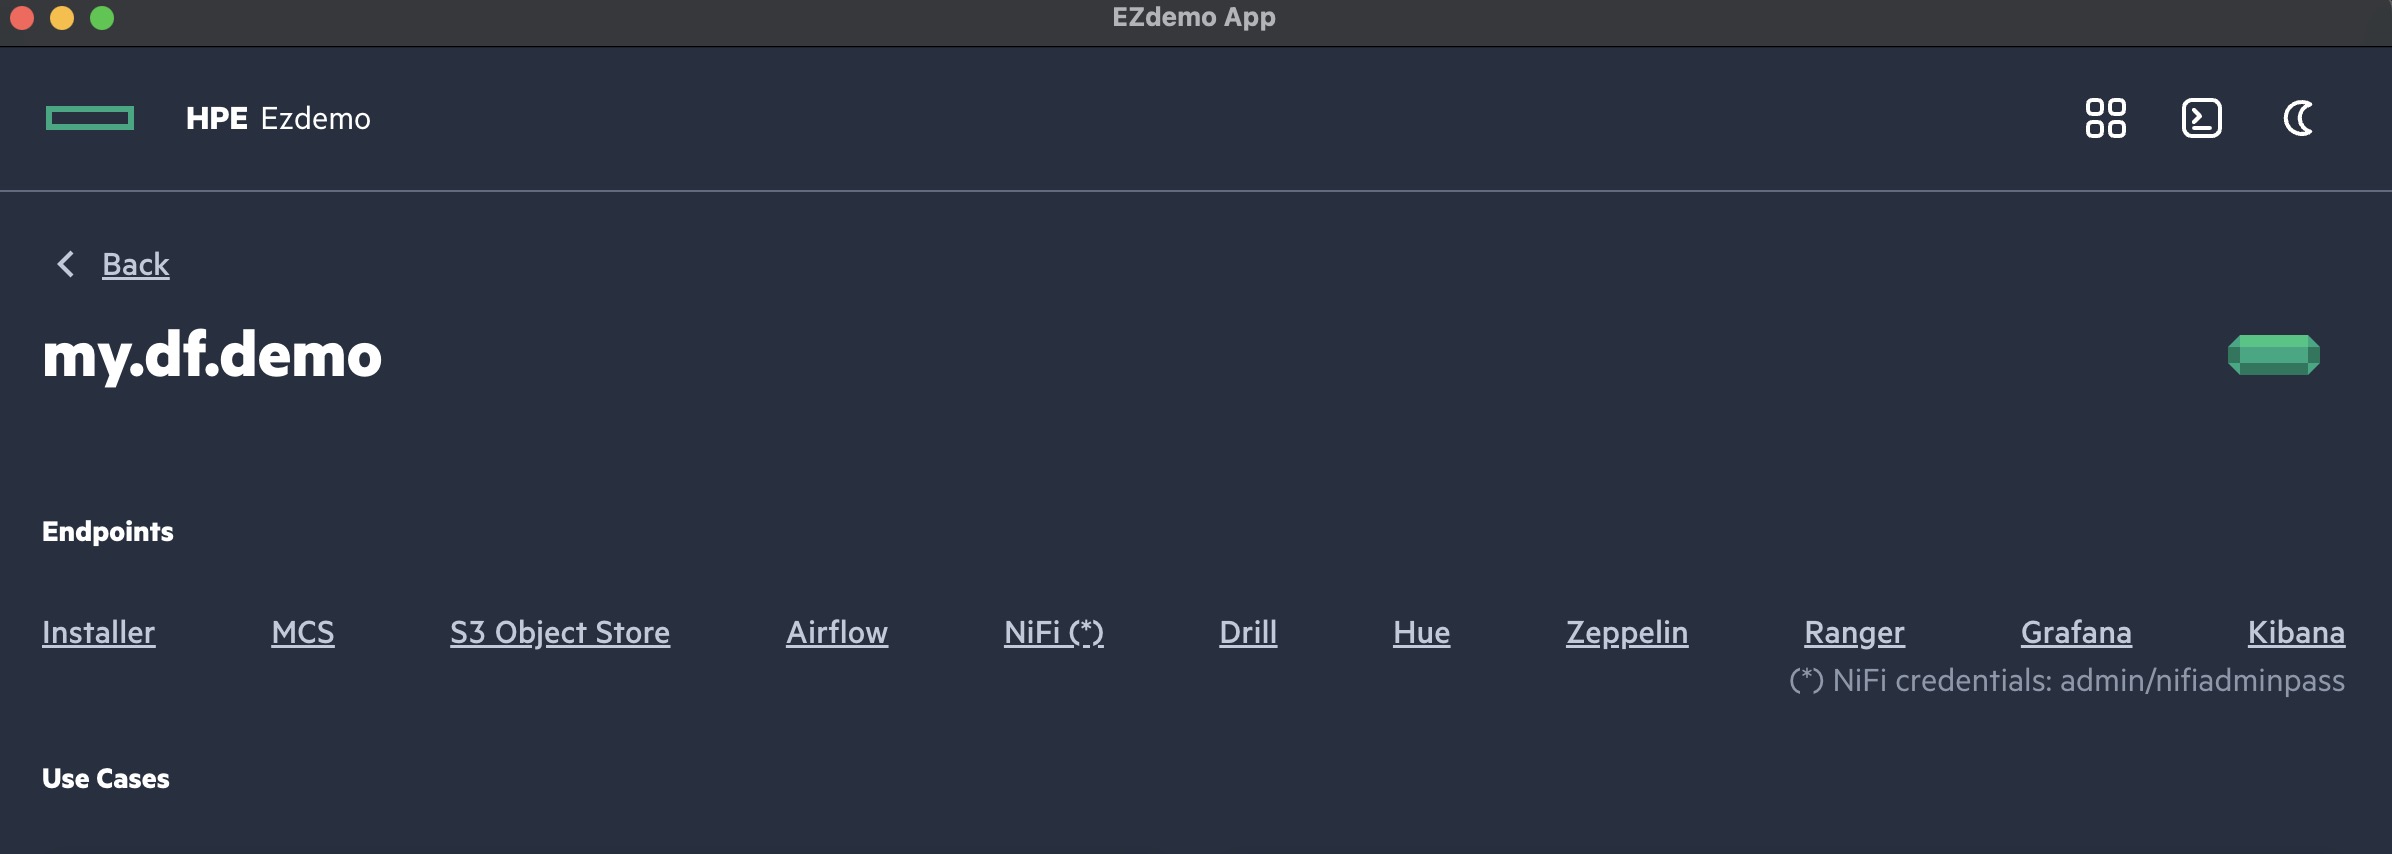 EZdemo App
HPE Ezdemo
Back
my.df.demo
Endpoints
Installer MCS S3 Object Store Airflow NiFi (*) Drill Hue Zeppelin Ranger Grafana Kibana
(*) NiFi credentials: admin/nifiadminpass
Use Cases